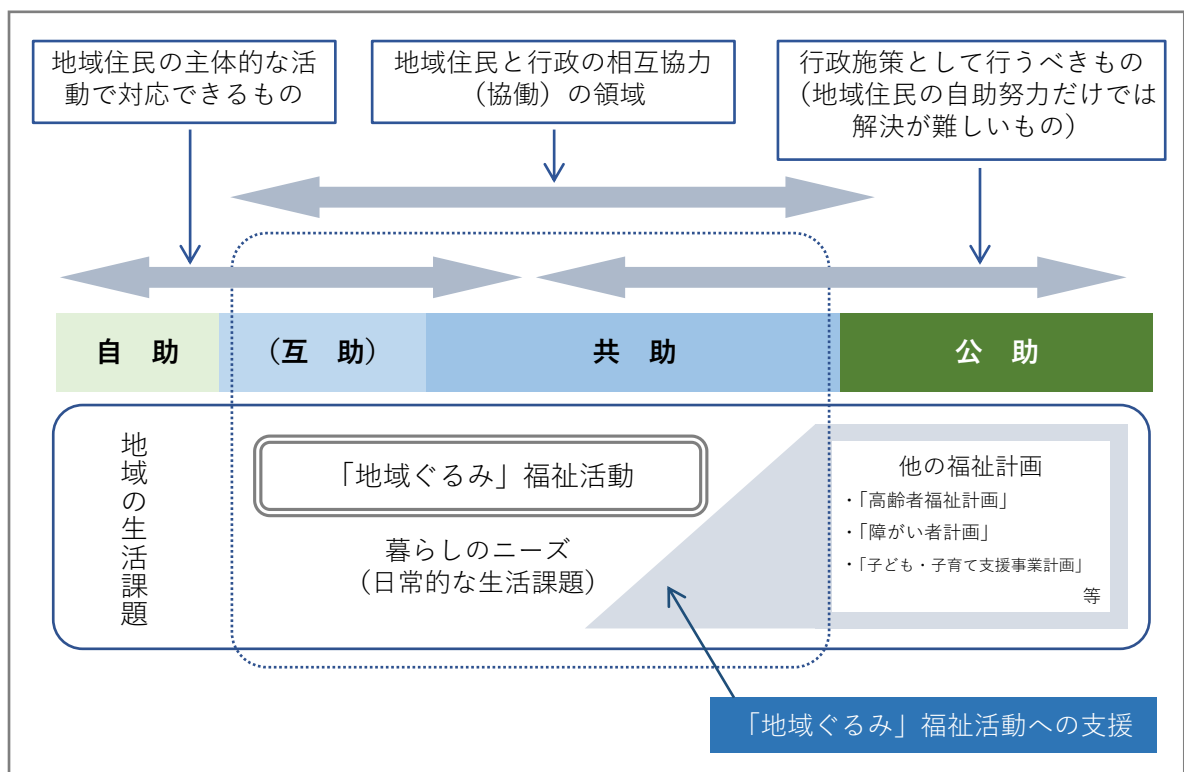 地域住民の主体的な活
動で対応できるもの
地域住民と行政の相互協力
（協働）の領域
行政施策として行うべきもの
（地域住民の自助努力だけでは
解決が難しいもの）
自　助
（互　助）
共　助
公　助
地域の生活課題
「地域ぐるみ」福祉活動
暮らしのニーズ
（日常的な生活課題）
他の福祉計画
・「高齢者福祉計画」
・「障がい者計画」
・「子ども・子育て支援事業計画」
等
「地域ぐるみ」福祉活動への支援